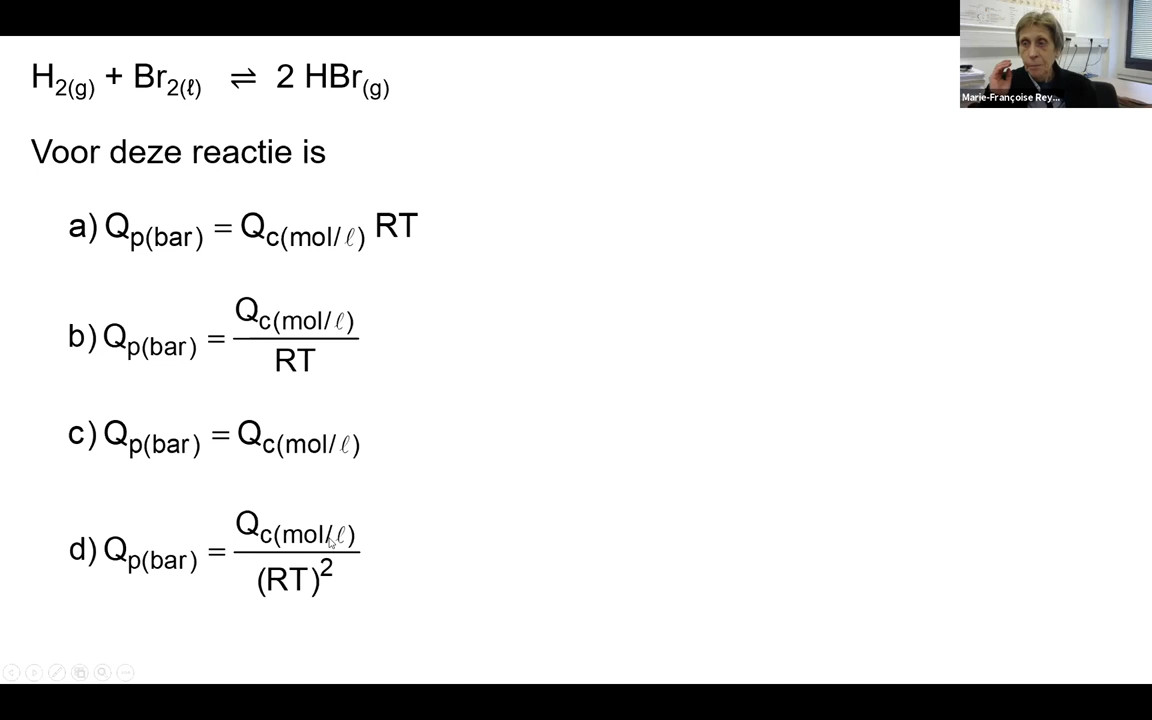 H2(g) + Br2(ℓ) ⇌ 2 HBr(g)
Marie-Françoise Rey...
Voor deze reactie is
a) Qp(bar) = Qc(mol/ℓ) RT
b) Qp(bar) = Qc(mol/ℓ) / RT
c) Qp(bar) = Qc(mol/ℓ)
d) Qp(bar) = Qc(mol/ℓ) / (RT)²